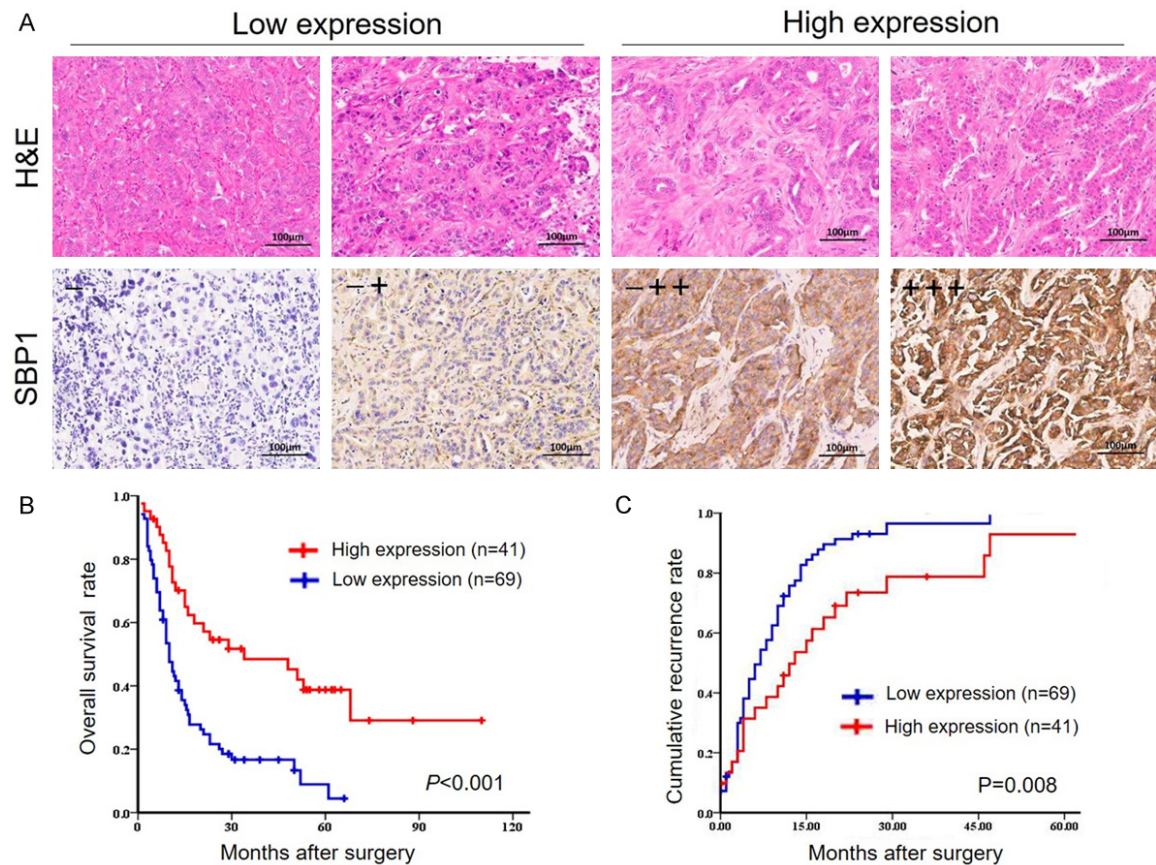 A
Low expression
High expression
H&E
100μm
100μm
100μm
100μm
SBP1
—
— +
— + +
+ + +
100μm
100μm
100μm
100μm
B
Overall survival rate
1.0
0.8
0.6
0.4
0.2
0.0
0
30
60
90
120
Months after surgery
High expression (n=41)
Low expression (n=69)
P<0.001
C
Cumulative recurrence rate
1.0
0.8
0.6
0.4
0.2
0.0
0.00
15.00
30.00
45.00
60.00
Months after surgery
Low expression (n=69)
High expression (n=41)
P=0.008